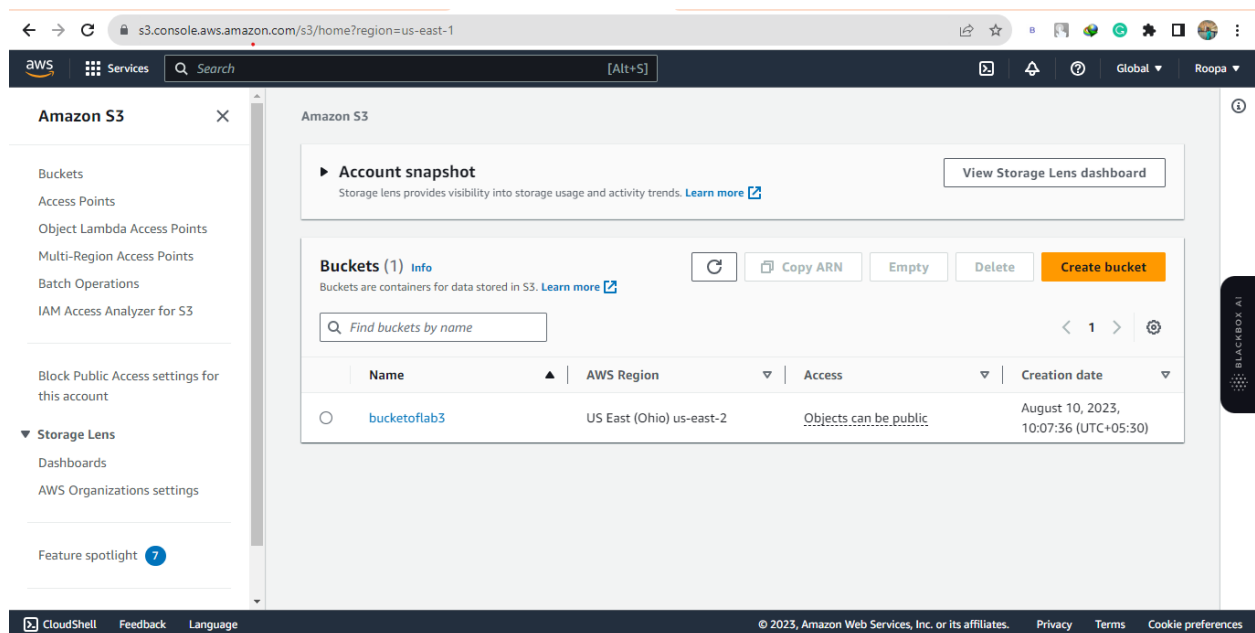 s3.console.aws.amazon.com/s3/home?region=us-east-1
aws Services Search [Alt+S] Global Roopa
Amazon S3
Buckets
Access Points
Object Lambda Access Points
Multi-Region Access Points
Batch Operations
IAM Access Analyzer for S3
Block Public Access settings for
this account
Storage Lens
Dashboards
AWS Organizations settings
Feature spotlight 7
Amazon S3
Account snapshot
Storage lens provides visibility into storage usage and activity trends. Learn more
View Storage Lens dashboard
Buckets (1) Info
Buckets are containers for data stored in S3. Learn more
Copy ARN Empty Delete Create bucket
Find buckets by name
1
Name AWS Region Access Creation date
bucketoflab3 US East (Ohio) us-east-2 Objects can be public August 10, 2023,
10:07:36 (UTC+05:30)
BLACKBOX AI
CloudShell Feedback Language © 2023, Amazon Web Services, Inc. or its affiliates. Privacy Terms Cookie preferences